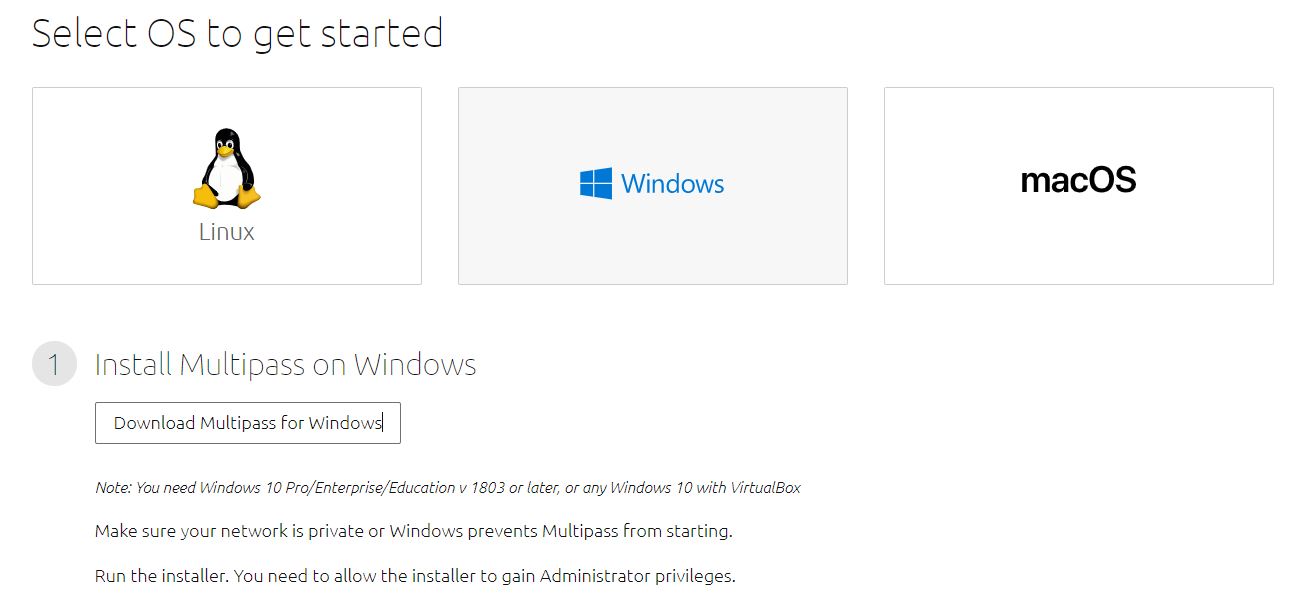 Select OS to get started
Linux
Windows
macOS
1 Install Multipass on Windows
Download Multipass for Windows
Note: You need Windows 10 Pro/Enterprise/Education v 1803 or later, or any Windows 10 with VirtualBox
Make sure your network is private or Windows prevents Multipass from starting.
Run the installer. You need to allow the installer to gain Administrator privileges.